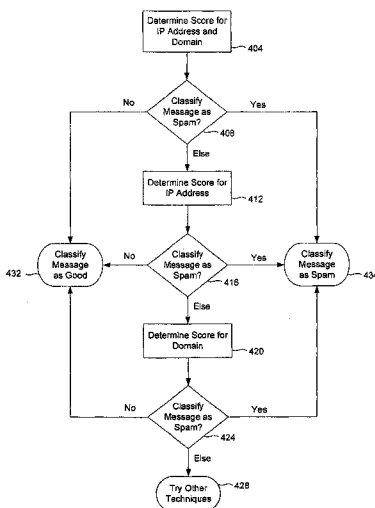 Determine Score for
IP Address and
Domain
404
No
Classify
Message as
Spam?
Yes
408
Else
Determine Score for
IP Address
412
432
Classify
Message
as Good
No
Classify
Message as
Spam?
Yes
416
Classify
Message
as Spam
434
Else
Determine Score for
Domain
420
No
Classify
Message as
Spam?
Yes
424
Else
Try Other
Techniques
428